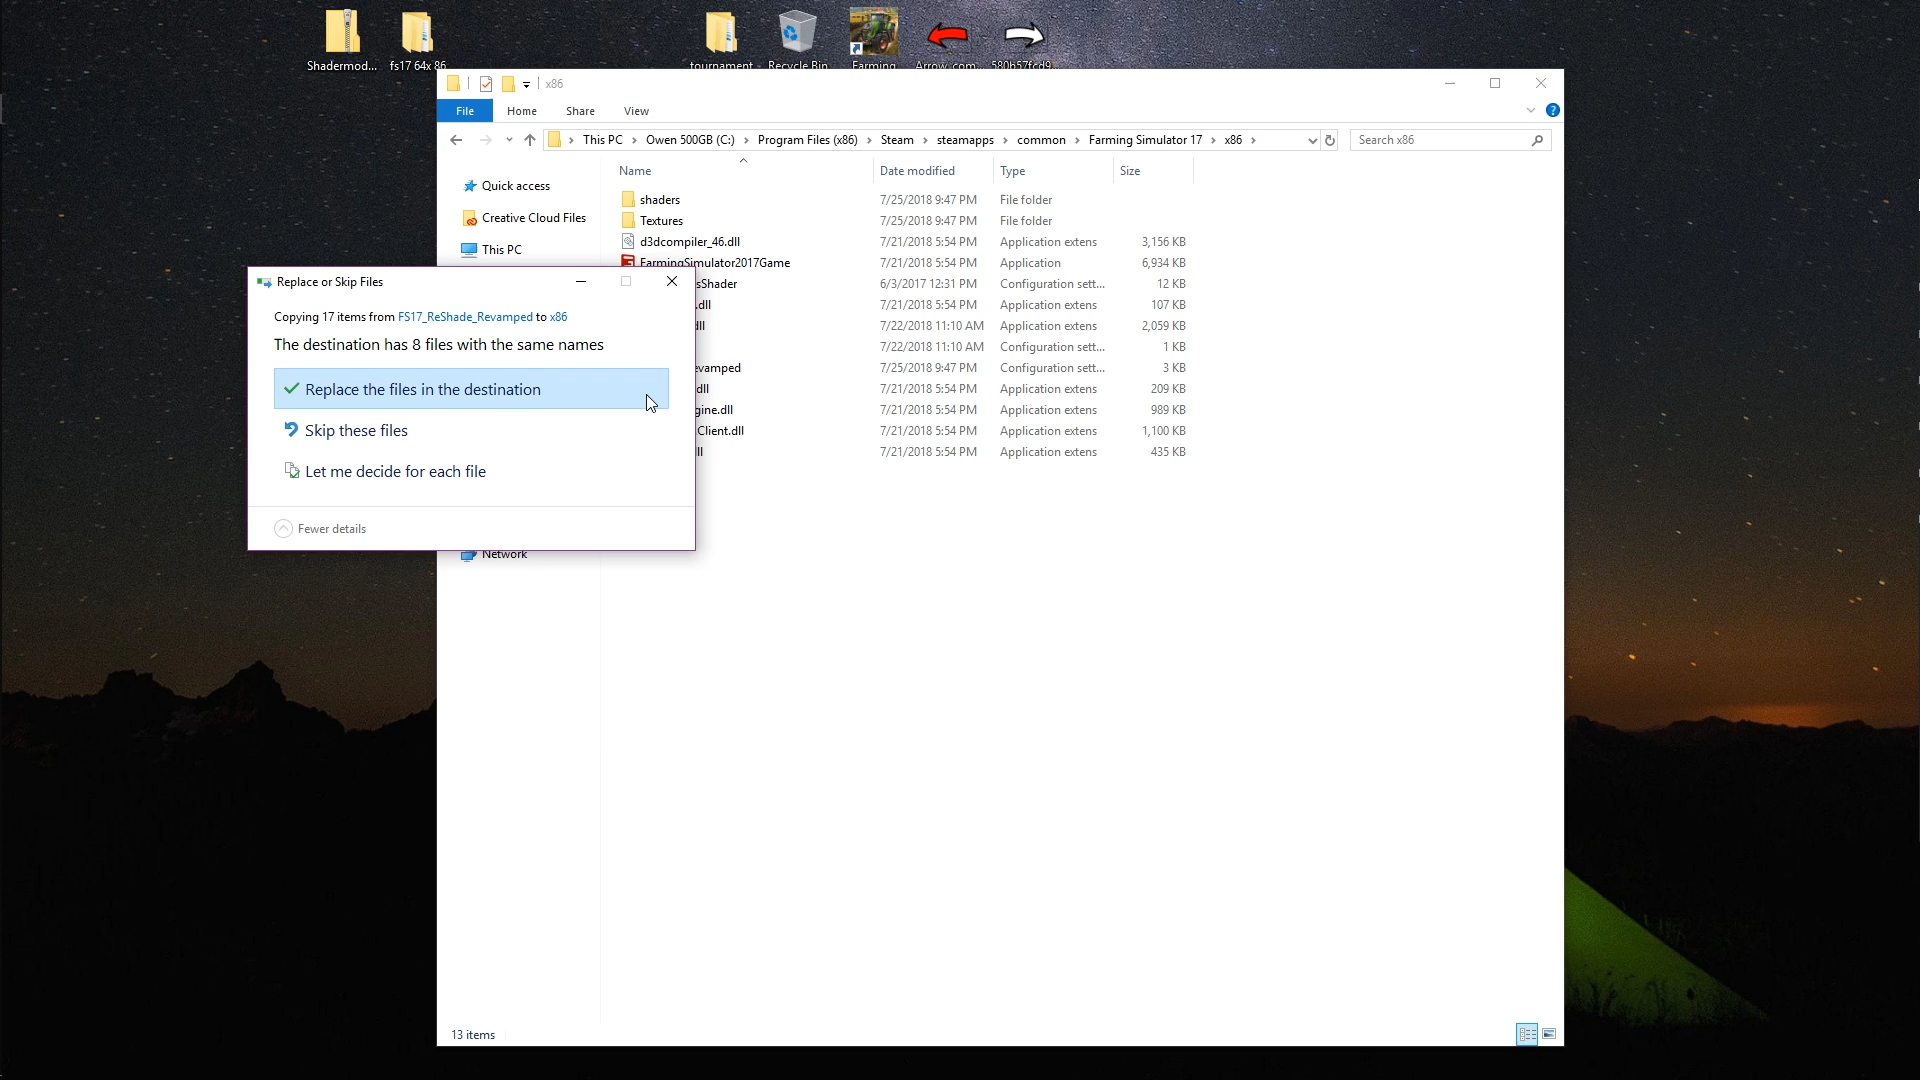 Shadermod...
fs17 64x 86
tournament
Recycle Bin
Farming
Arrow_com...
580b57fcd9...
x86
File
Home
Share
View
This PC
Owen 500GB (C:)
Program Files (x86)
Steam
steamapps
common
Farming Simulator 17
x86
Search x86
Name
Date modified
Type
Size
Quick access
Creative Cloud Files
This PC
Network
shaders 7/25/2018 9:47 PM File folder
Textures 7/25/2018 9:47 PM File folder
d3dcompiler_46.dll 7/21/2018 5:54 PM Application extens 3,156 KB
FarmingSimulator2017Game 7/21/2018 5:54 PM Application 6,934 KB
sShader 6/3/2017 12:31 PM Configuration sett... 12 KB
.dll 7/21/2018 5:54 PM Application extens 107 KB
dll 7/22/2018 11:10 AM Application extens 2,059 KB
7/22/2018 11:10 AM Configuration sett... 1 KB
evamped 7/25/2018 9:47 PM Configuration sett... 3 KB
dll 7/21/2018 5:54 PM Application extens 209 KB
gine.dll 7/21/2018 5:54 PM Application extens 989 KB
Client.dll 7/21/2018 5:54 PM Application extens 1,100 KB
ll 7/21/2018 5:54 PM Application extens 435 KB
Replace or Skip Files
Copying 17 items from FS17_ReShade_Revamped to x86
The destination has 8 files with the same names
Replace the files in the destination
Skip these files
Let me decide for each file
Fewer details
13 items